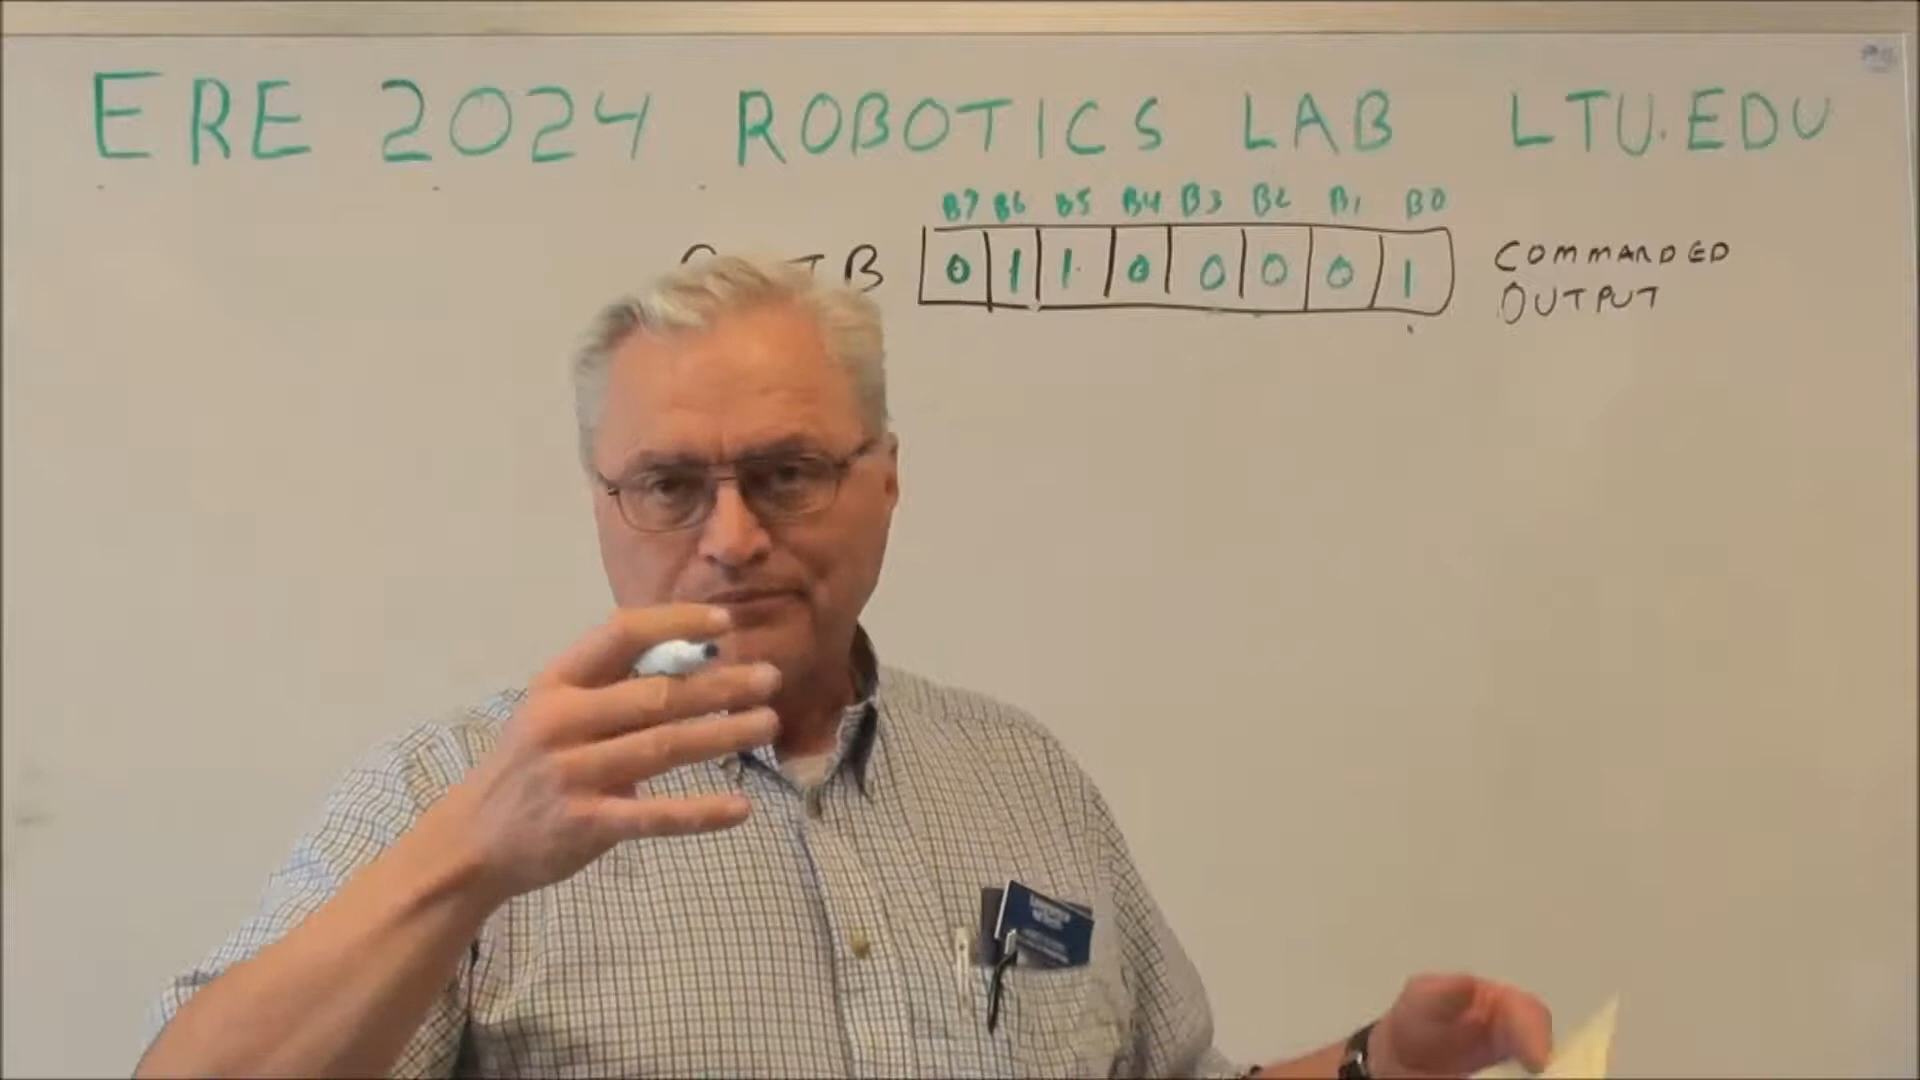 ERE 2024 ROBOTICS LAB LTU.EDU
B7 B6 B5 B4 B3 B2 B1 B0
B 0 1 1 0 0 0 0 1 COMMANDED
OUTPUT